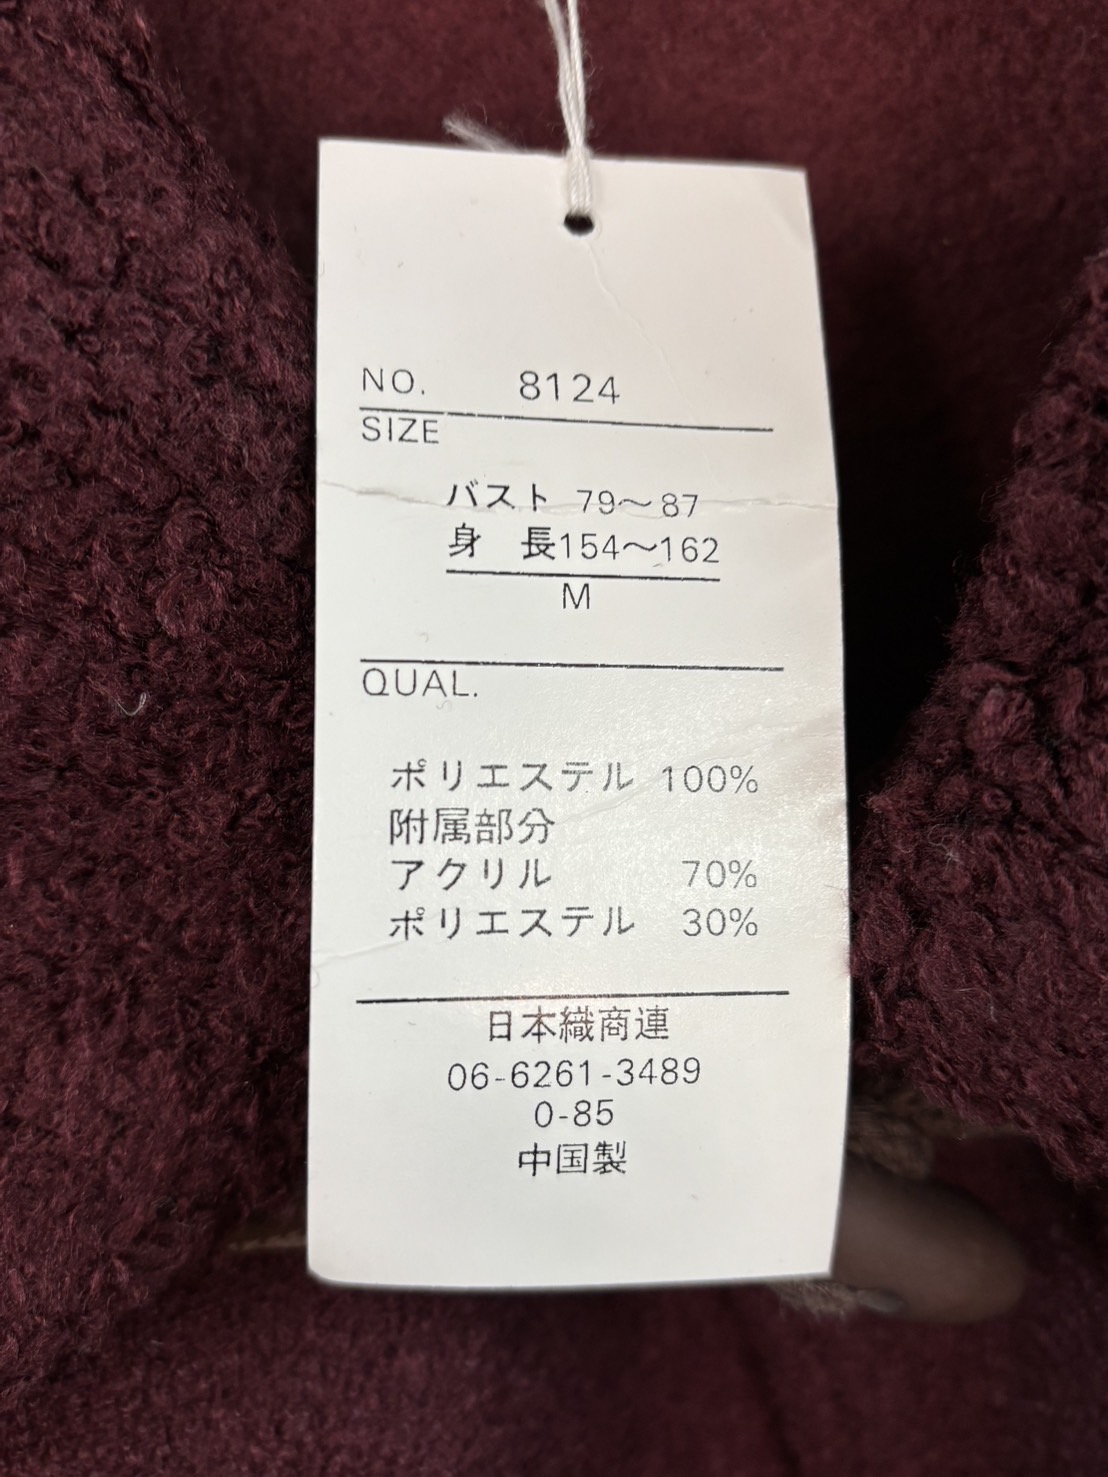 NO. 8124
SIZE
バスト 79〜87
身 長154〜162
M
QUAL.
ポリエステル 100%
附属部分
アクリル 70%
ポリエステル 30%
日本織商連
06-6261-3489
0-85
中国製